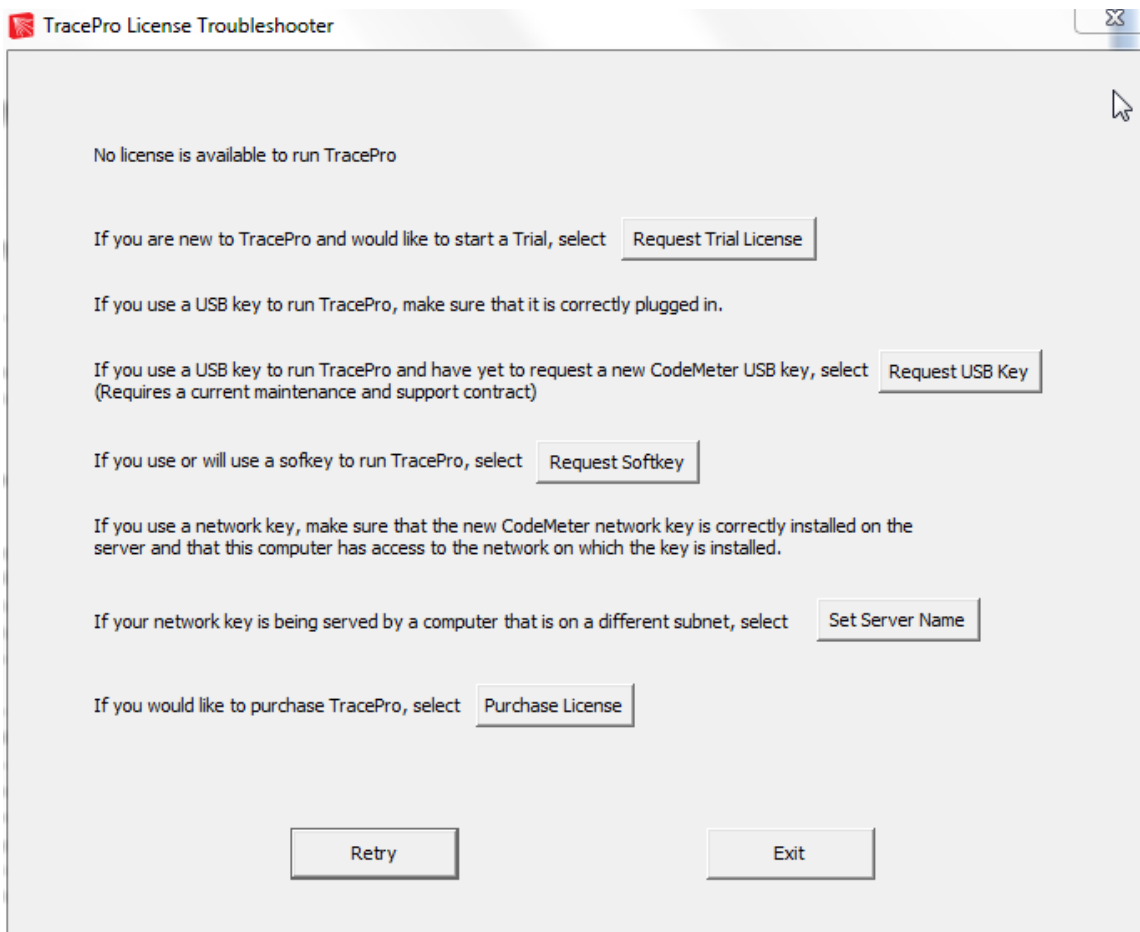 TracePro License Troubleshooter
No license is available to run TracePro
If you are new to TracePro and would like to start a Trial, select Request Trial License
If you use a USB key to run TracePro, make sure that it is correctly plugged in.
If you use a USB key to run TracePro and have yet to request a new CodeMeter USB key, select Request USB Key
(Requires a current maintenance and support contract)
If you use or will use a sofkey to run TracePro, select Request Softkey
If you use a network key, make sure that the new CodeMeter network key is correctly installed on the
server and that this computer has access to the network on which the key is installed.
If your network key is being served by a computer that is on a different subnet, select Set Server Name
If you would like to purchase TracePro, select Purchase License
Retry Exit